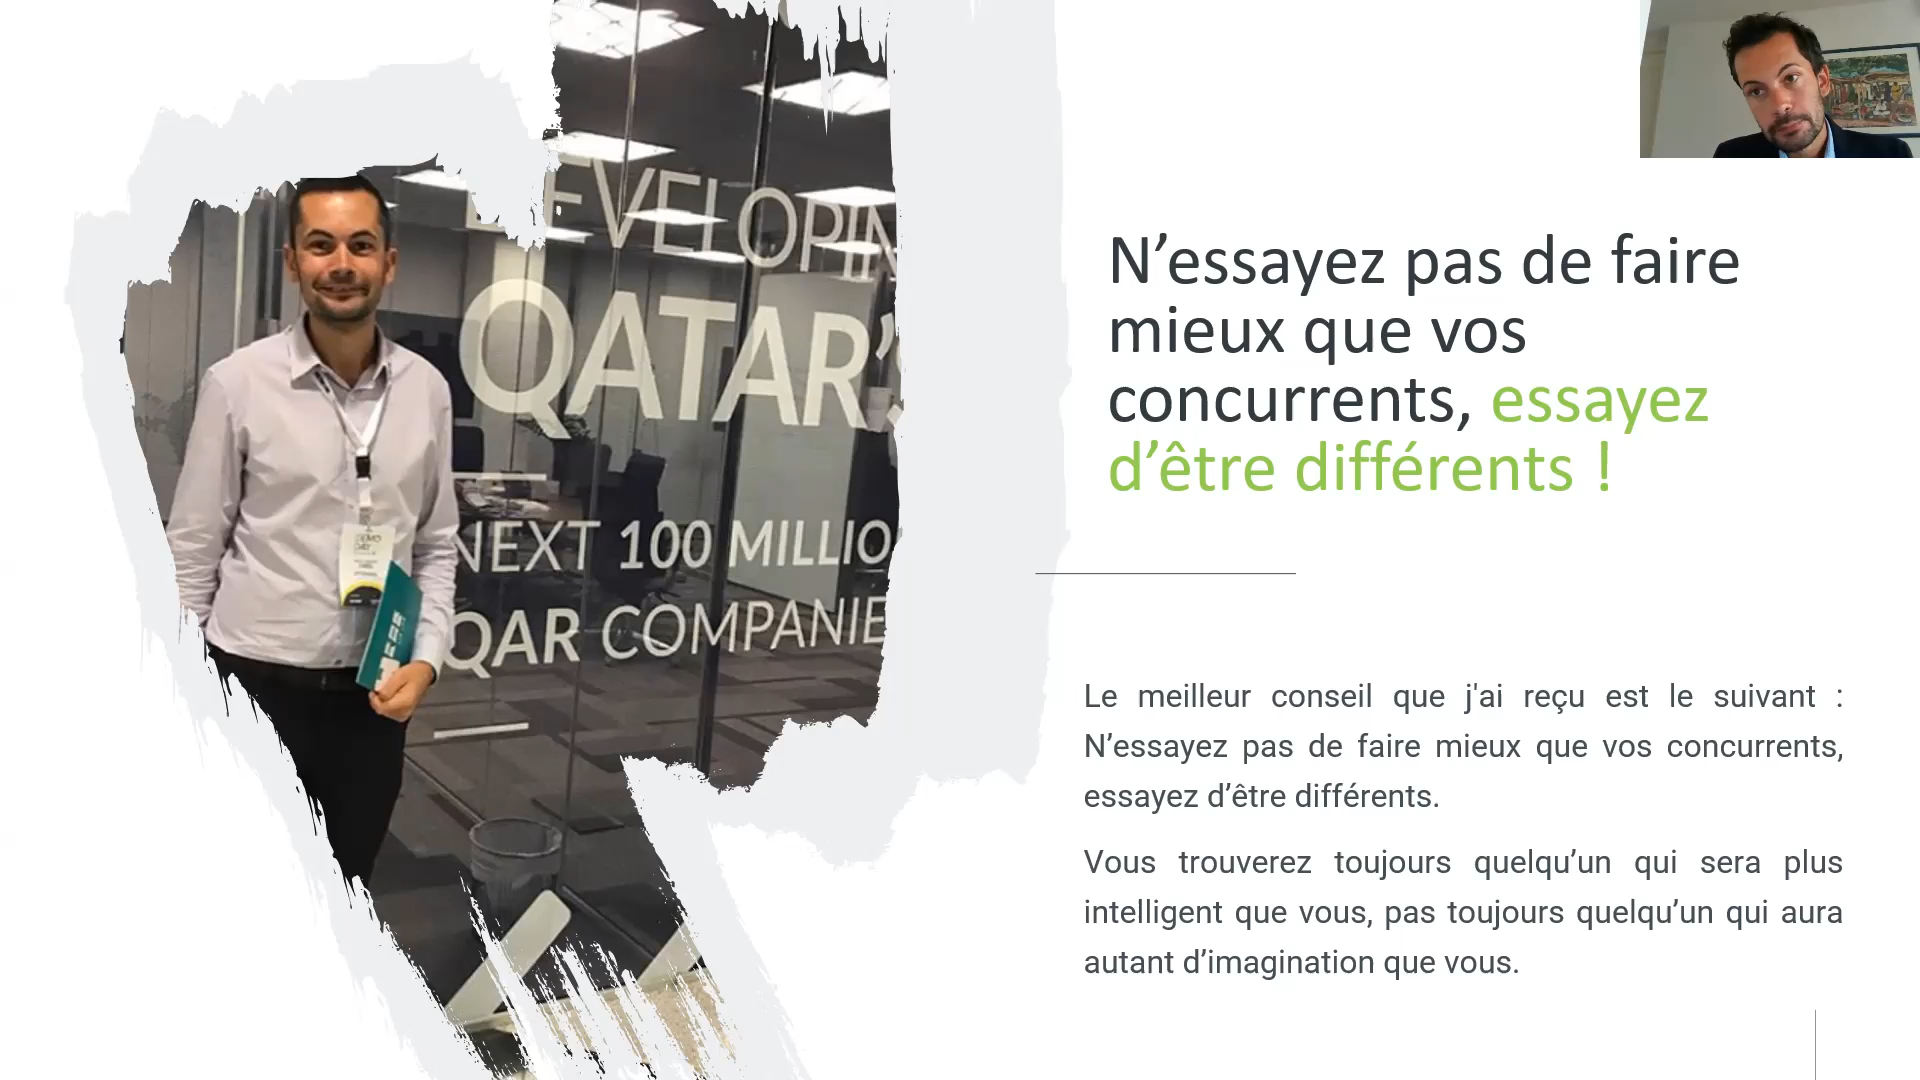 DEVELOPIN
QATAR'S
NEXT 100 MILLIO
QAR COMPANIE
DEMO
DAY
N’essayez pas de faire
mieux que vos
concurrents, essayez
d’être différents !
Le meilleur conseil que j'ai reçu est le suivant :
N’essayez pas de faire mieux que vos concurrents,
essayez d’être différents.
Vous trouverez toujours quelqu’un qui sera plus
intelligent que vous, pas toujours quelqu’un qui aura
autant d’imagination que vous.